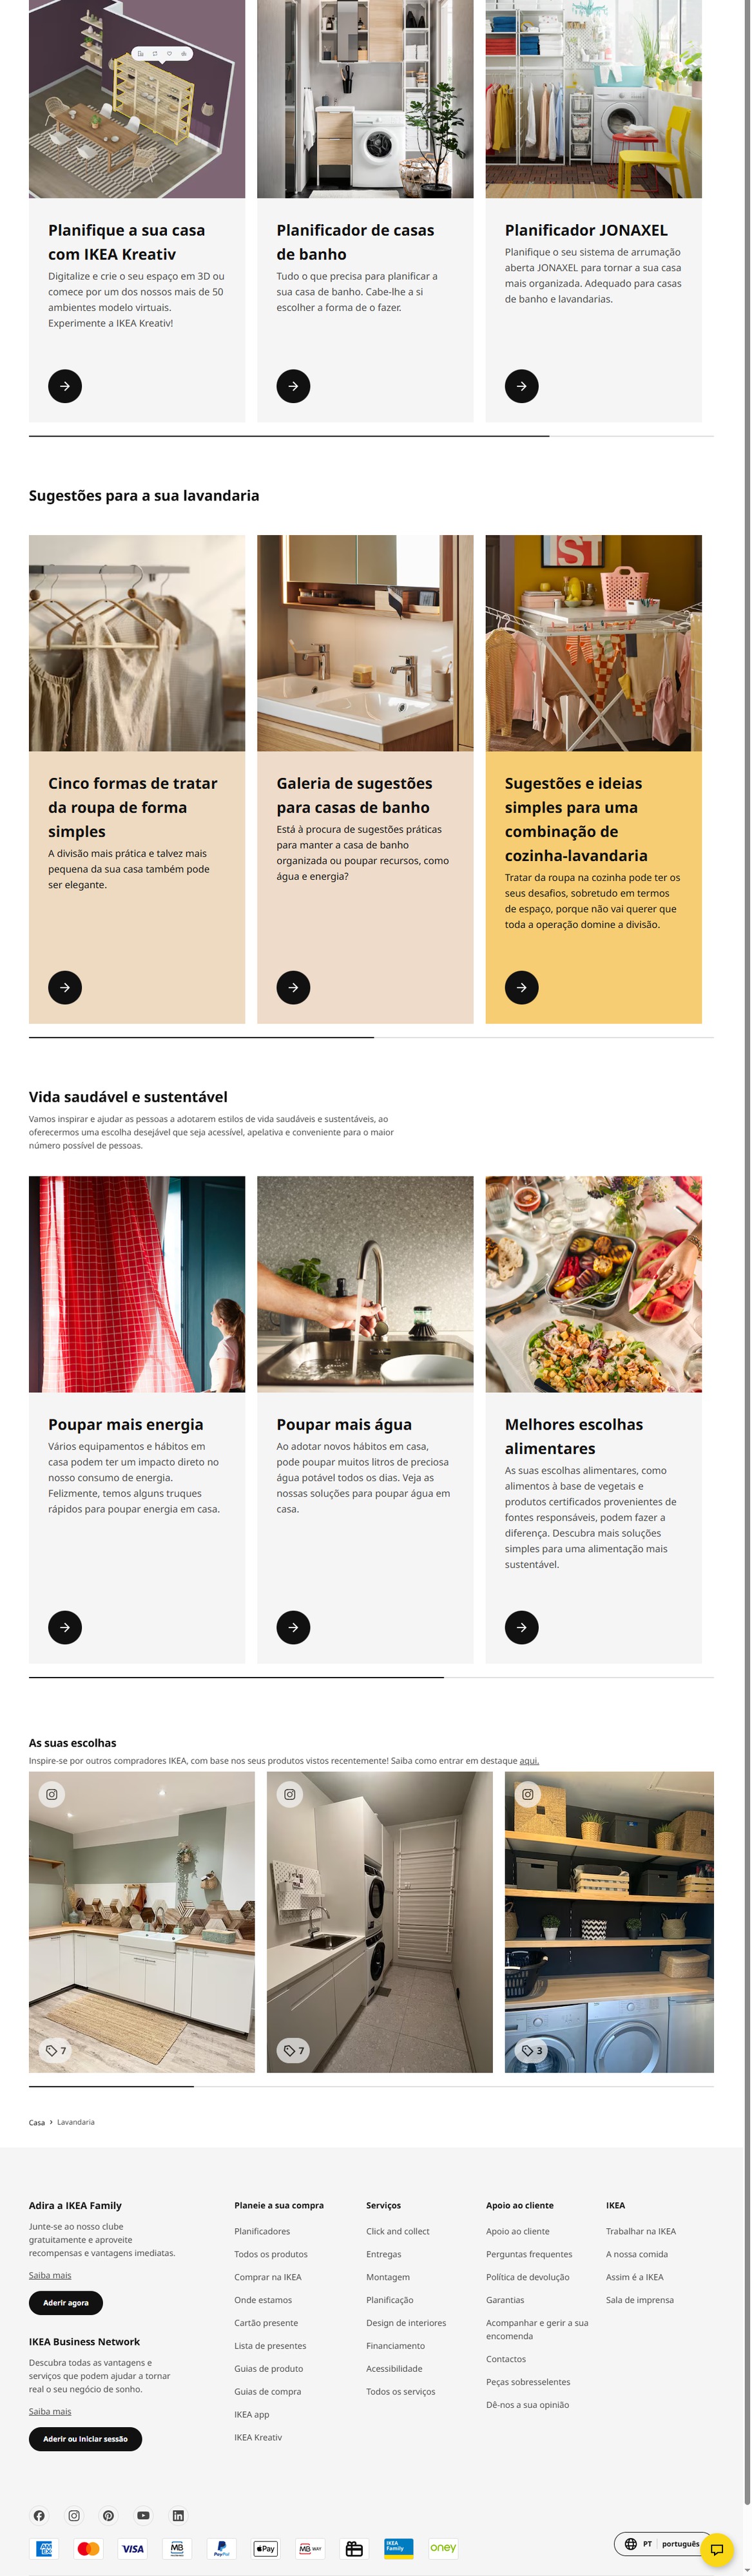 Planifique a sua casa
com IKEA Kreativ
Digitalize e crie o seu espaço em 3D ou
comece por um dos nossos mais de 50
ambientes modelo virtuais.
Experimente a IKEA Kreativ!
Planificador de casas
de banho
Tudo o que precisa para planificar a
sua casa de banho. Cabe-lhe a si
escolher a forma de o fazer.
Planificador JONAXEL
Planifique o seu sistema de arrumação
aberta JONAXEL para tornar a sua casa
mais organizada. Adequado para casas
de banho e lavandarias.
Sugestões para a sua lavandaria
Cinco formas de tratar
da roupa de forma
simples
A divisão mais prática e talvez mais
pequena da sua casa também pode
ser elegante.
Galeria de sugestões
para casas de banho
Está à procura de sugestões práticas
para manter a casa de banho
organizada ou poupar recursos, como
água e energia?
Sugestões e ideias
simples para uma
combinação de
cozinha-lavandaria
Tratar da roupa na cozinha pode ter os
seus desafios, sobretudo em termos
de espaço, porque não vai querer que
toda a operação domine a divisão.
Vida saudável e sustentável
Vamos inspirar e ajudar as pessoas a adotarem estilos de vida saudáveis e sustentáveis, ao
oferecermos uma escolha desejável que seja acessível, apelativa e conveniente para o maior
número possível de pessoas.
Poupar mais energia
Vários equipamentos e hábitos em
casa podem ter um impacto direto no
nosso consumo de energia.
Felizmente, temos alguns truques
rápidos para poupar energia em casa.
Poupar mais água
Ao adotar novos hábitos em casa,
pode poupar muitos litros de preciosa
água potável todos os dias. Veja as
nossas soluções para poupar água em
casa.
Melhores escolhas
alimentares
As suas escolhas alimentares, como
alimentos à base de vegetais e
produtos certificados provenientes de
fontes responsáveis, podem fazer a
diferença. Descubra mais soluções
simples para uma alimentação mais
sustentável.
As suas escolhas
Inspire-se por outros compradores IKEA, com base nos seus produtos vistos recentemente! Saiba como entrar em destaque aqui.
7
7
3
Casa › Lavandaria
Adira a IKEA Family
Junte-se ao nosso clube
gratuitamente e aproveite
recompensas e vantagens imediatas.
Saiba mais
Aderir agora
IKEA Business Network
Descubra todas as vantagens e
serviços que podem ajudar a tornar
real o seu negócio de sonho.
Saiba mais
Aderir ou Iniciar sessão
Planeie a sua compra
Planificadores
Todos os produtos
Comprar na IKEA
Onde estamos
Cartão presente
Lista de presentes
Guias de produto
Guias de compra
IKEA app
IKEA Kreativ
Serviços
Click and collect
Entregas
Montagem
Planificação
Design de interiores
Financiamento
Acessibilidade
Todos os serviços
Apoio ao cliente
Apoio ao cliente
Perguntas frequentes
Política de devolução
Garantias
Acompanhar e gerir a sua
encomenda
Contactos
Peças sobresselentes
Dê-nos a sua opinião
IKEA
Trabalhar na IKEA
A nossa comida
Assim é a IKEA
Sala de imprensa
AMEX
VISA
MB
PayPal
Pay
MB WAY
IKEA
Family
oney
PT
português